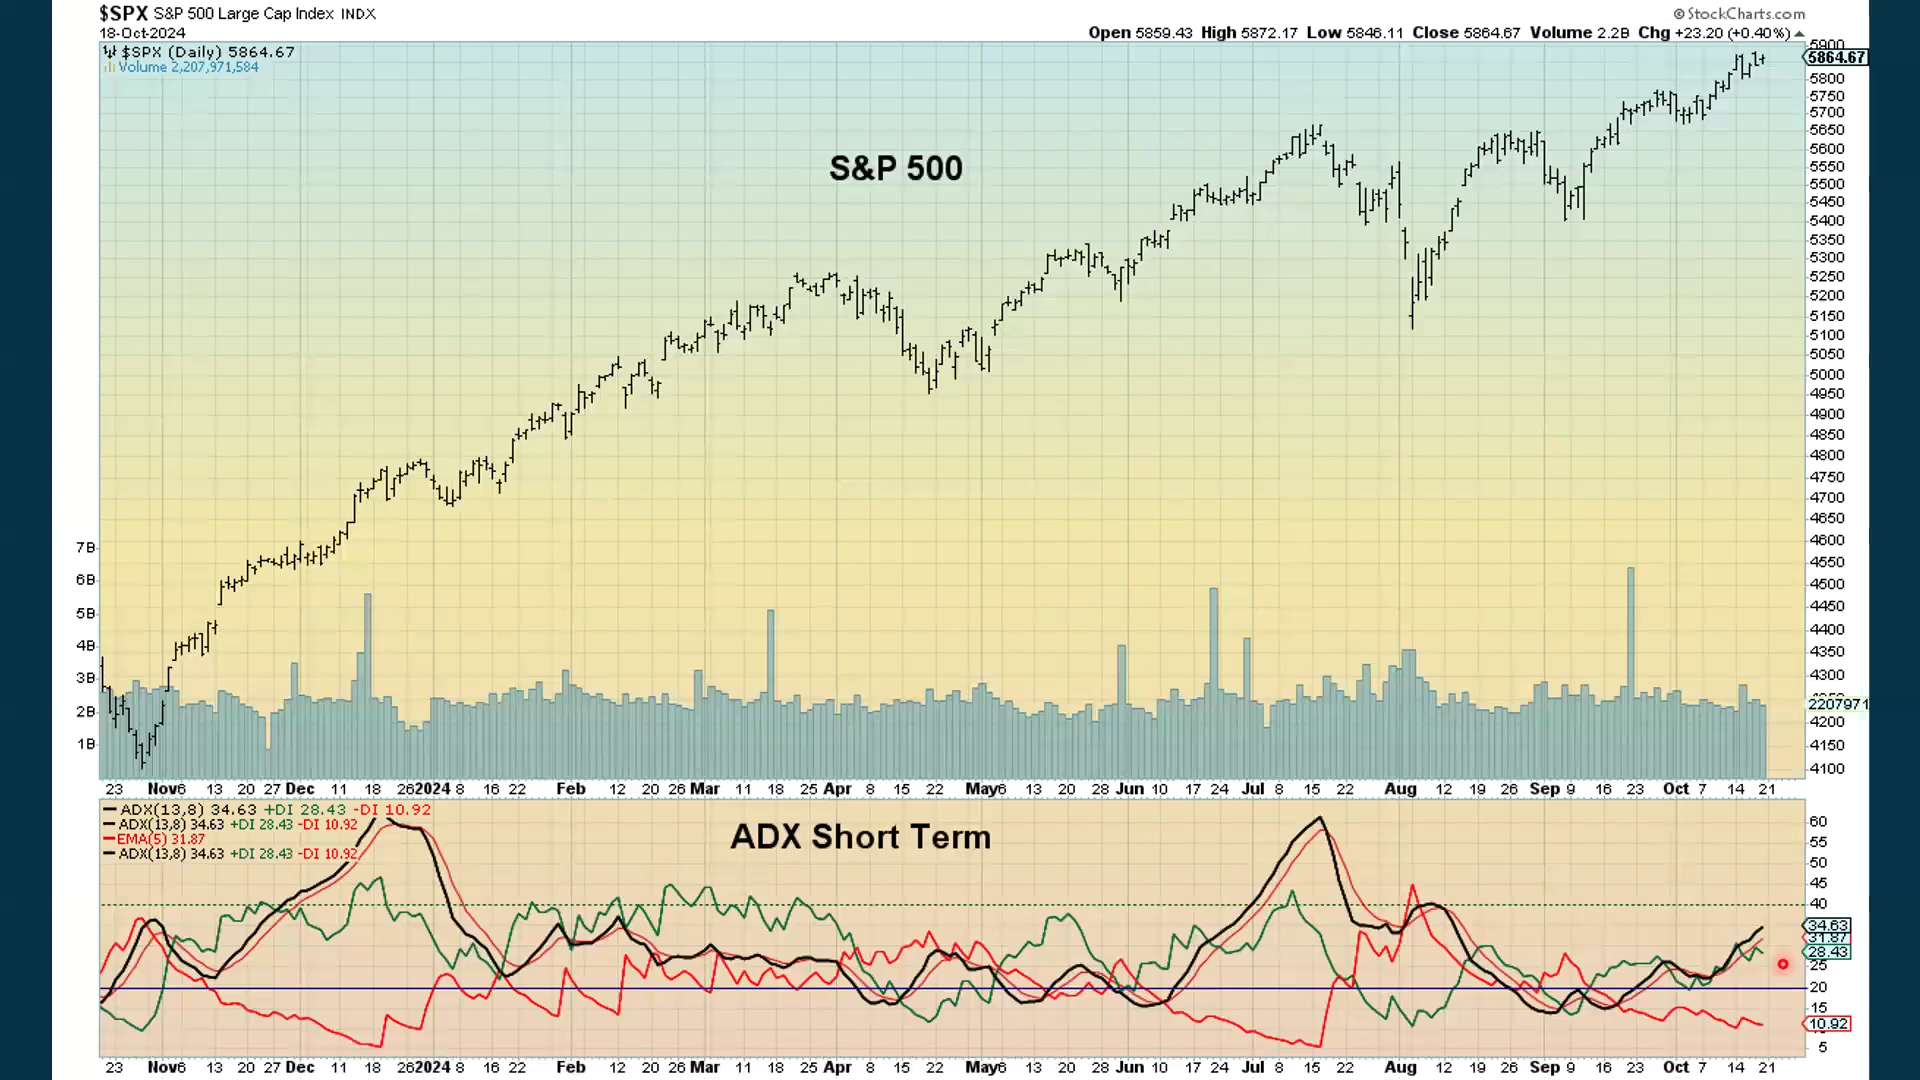 $SPX S&P 500 Large Cap Index INDX
© StockCharts.com
18-Oct-2024
Open 5859.43 High 5872.17 Low 5846.11 Close 5864.67 Volume 2.2B Chg +23.20 (+0.40%)
$SPX (Daily) 5864.67
Volume 2,207,971,584
S&P 500
5900
5864.67
5800
5750
5700
5650
5600
5550
5500
5450
5400
5350
5300
5250
5200
5150
5100
5050
5000
4950
4900
4850
4800
4750
4700
4650
4600
4550
4500
4450
4400
4350
4300
2207971
4200
4150
4100
7B
6B
5B
4B
3B
2B
1B
23 Nov 6 13 20 27 Dec 11 18 26 2024 8 16 22 Feb 12 20 26 Mar 11 18 25 Apr 8 15 22 May 6 13 20 28 Jun 10 17 24 Jul 8 15 22 Aug 12 19 26 Sep 9 16 23 Oct 7 14 21
ADX(13,8) 34.63 +DI 28.43 -DI 10.92
ADX(13,8) 34.63 +DI 28.43 -DI 10.92
EMA(5) 31.87
ADX(13,8) 34.63 +DI 28.43 -DI 10.92
ADX Short Term
60
55
50
45
40
34.63
31.87
28.43
25
20
15
10.92
5
23 Nov 6 13 20 27 Dec 11 18 26 2024 8 16 22 Feb 12 20 26 Mar 11 18 25 Apr 8 15 22 May 6 13 20 28 Jun 10 17 24 Jul 8 15 22 Aug 12 19 26 Sep 9 16 23 Oct 7 14 21